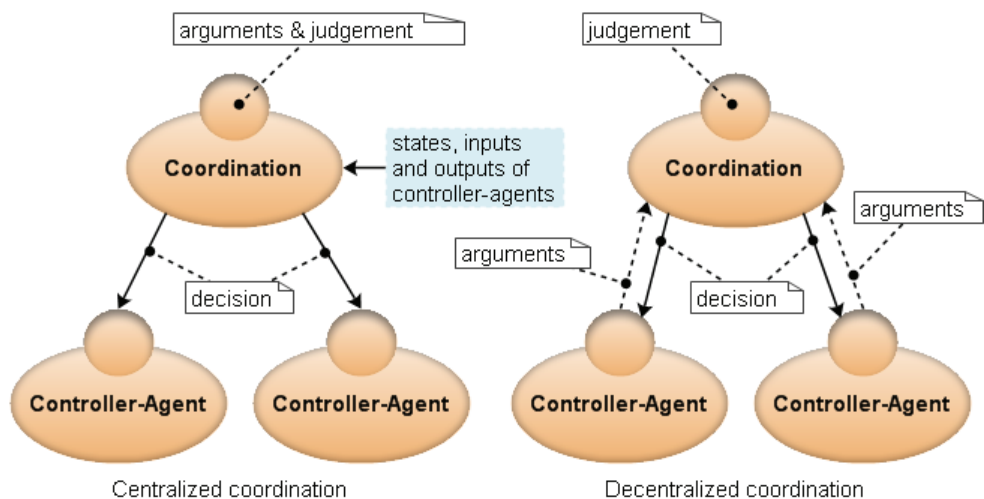 arguments & judgement
Coordination
states, inputs
and outputs of
controller-agents
decision
Controller-Agent
Controller-Agent
Centralized coordination
judgement
Coordination
arguments
arguments
decision
Controller-Agent
Controller-Agent
Decentralized coordination